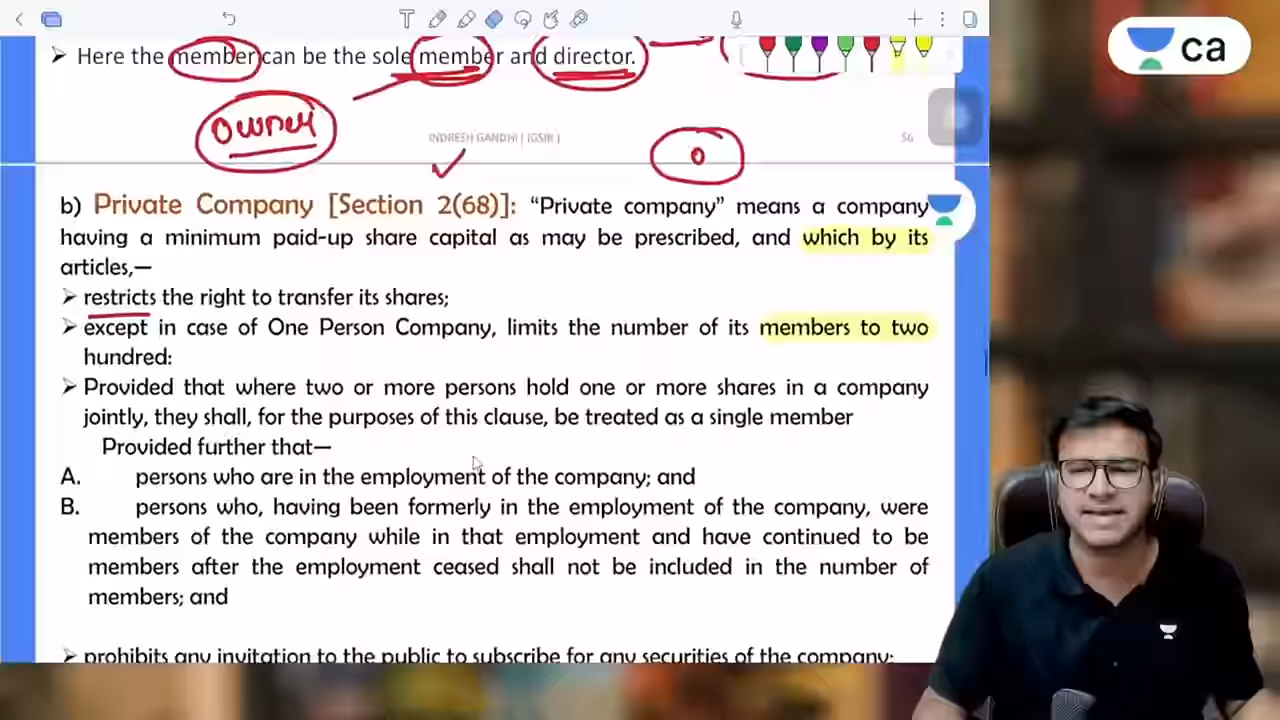 ➢ Here the member can be the sole member and director.
ca
owner
INDRESH GANDHI | IGSIR |
56
0
b) Private Company [Section 2(68)]: “Private company” means a company
having a minimum paid-up share capital as may be prescribed, and which by its
articles,—
➢ restricts the right to transfer its shares;
➢ except in case of One Person Company, limits the number of its members to two
hundred:
➢ Provided that where two or more persons hold one or more shares in a company
jointly, they shall, for the purposes of this clause, be treated as a single member
Provided further that—
A. persons who are in the employment of the company; and
B. persons who, having been formerly in the employment of the company, were
members of the company while in that employment and have continued to be
members after the employment ceased shall not be included in the number of
members; and
➢ prohibits any invitation to the public to subscribe for any securities of the company;